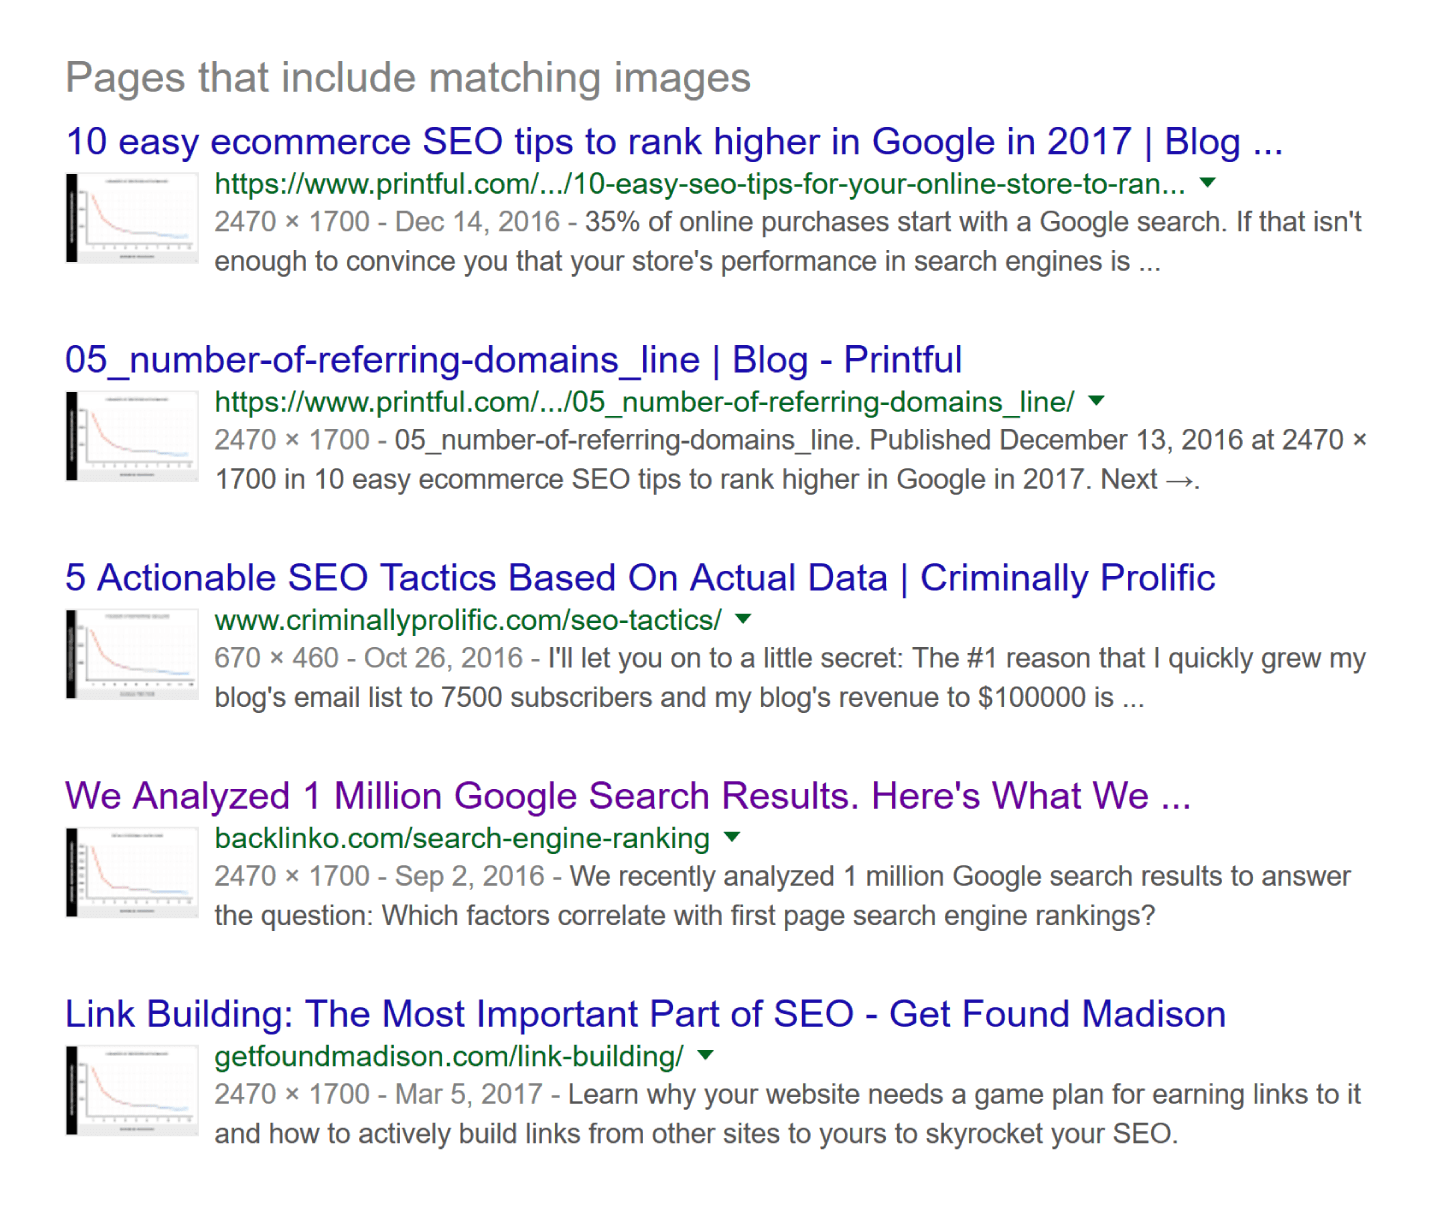 Pages that include matching images
10 easy ecommerce SEO tips to rank higher in Google in 2017 | Blog ...
https://www.printful.com/.../10-easy-seo-tips-for-your-online-store-to-ran...
2470 × 1700 - Dec 14, 2016 - 35% of online purchases start with a Google search. If that isn't
enough to convince you that your store's performance in search engines is ...
05_number-of-referring-domains_line | Blog - Printful
https://www.printful.com/.../05_number-of-referring-domains_line/
2470 × 1700 - 05_number-of-referring-domains_line. Published December 13, 2016 at 2470 ×
1700 in 10 easy ecommerce SEO tips to rank higher in Google in 2017. Next →.
5 Actionable SEO Tactics Based On Actual Data | Criminally Prolific
www.criminallyprolific.com/seo-tactics/
670 × 460 - Oct 26, 2016 - I'll let you on to a little secret: The #1 reason that I quickly grew my
blog's email list to 7500 subscribers and my blog's revenue to $100000 is ...
We Analyzed 1 Million Google Search Results. Here's What We ...
backlinko.com/search-engine-ranking
2470 × 1700 - Sep 2, 2016 - We recently analyzed 1 million Google search results to answer
the question: Which factors correlate with first page search engine rankings?
Link Building: The Most Important Part of SEO - Get Found Madison
getfoundmadison.com/link-building/
2470 × 1700 - Mar 5, 2017 - Learn why your website needs a game plan for earning links to it
and how to actively build links from other sites to yours to skyrocket your SEO.